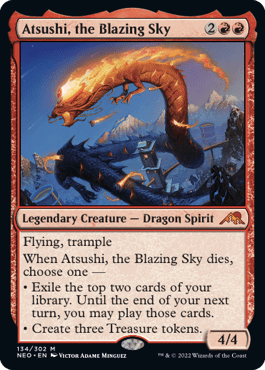 Atsushi, the Blazing Sky 2
Legendary Creature — Dragon Spirit
Flying, trample
When Atsushi, the Blazing Sky dies,
choose one —
• Exile the top two cards of your
library. Until the end of your next
turn, you may play those cards.
• Create three Treasure tokens.
4/4
134/302 M
NEO • EN VICTOR ADAME MINGUEZ
™ & © 2022 Wizards of the Coast